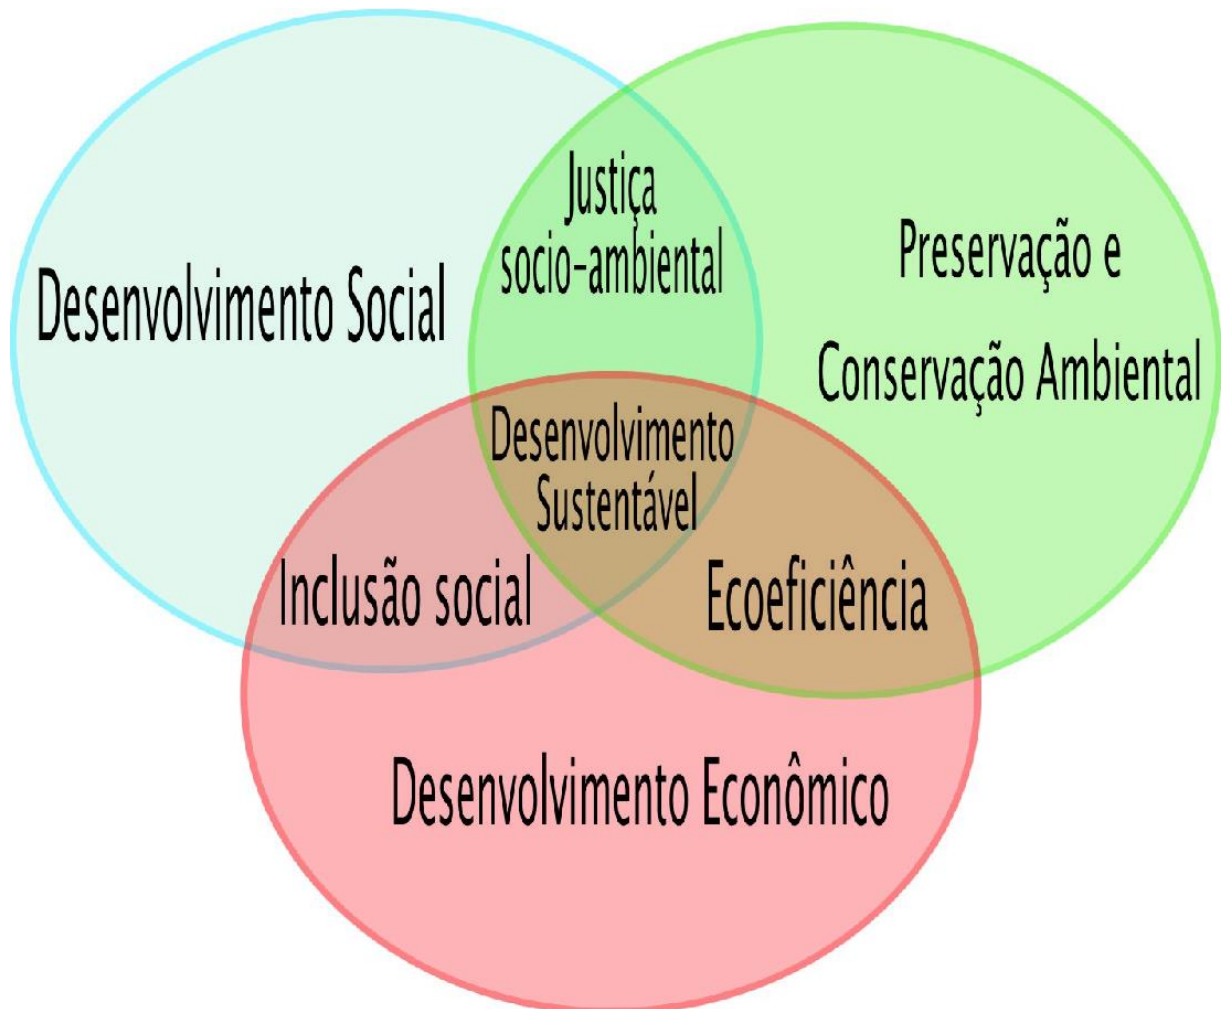 Justiça
socio-ambiental
Desenvolvimento Social
Preservação e
Conservação Ambiental
Desenvolvimento
Sustentável
Inclusão social
Ecoeficiência
Desenvolvimento Econômico